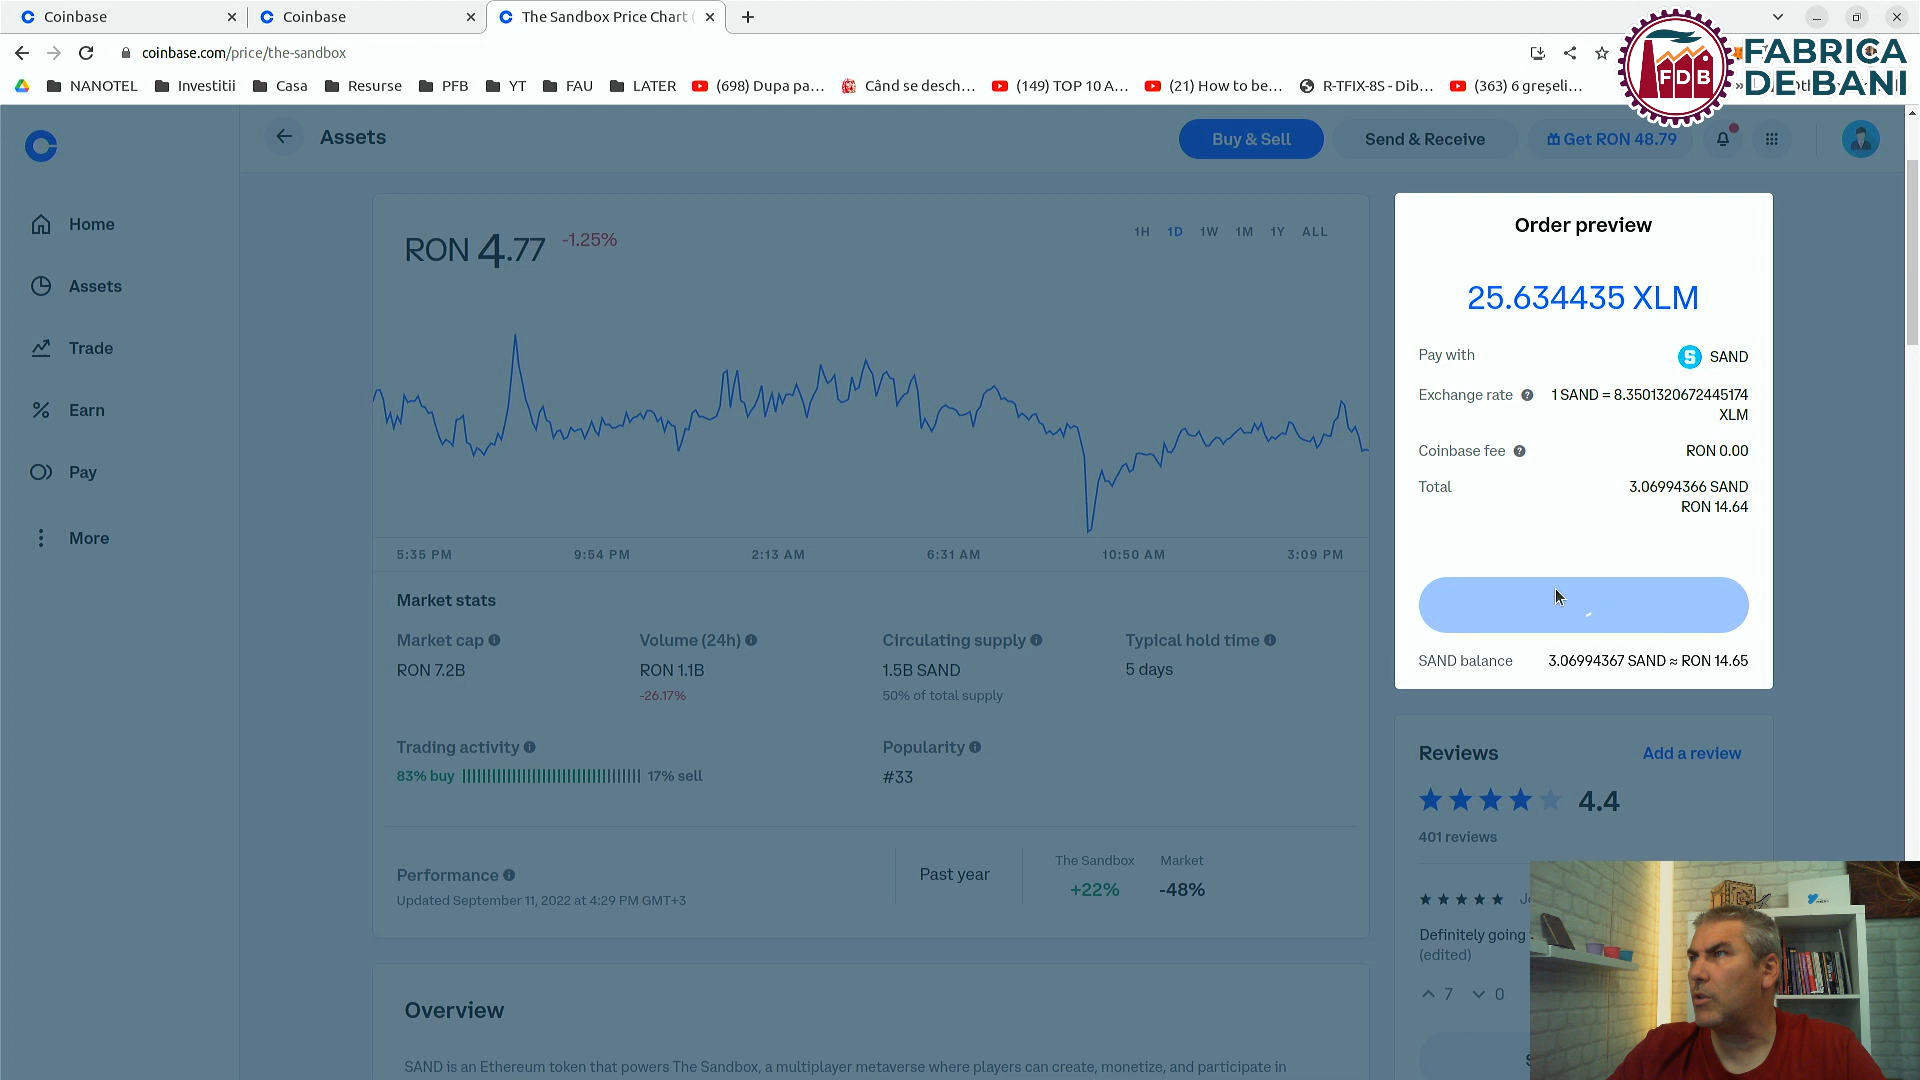 Coinbase
Coinbase
The Sandbox Price Chart (
coinbase.com/price/the-sandbox
FABRICA
DE BANI
FDB
NANOTEL
Investitii
Casa
Resurse
PFB
YT
FAU
LATER
(698) Dupa pa...
Când se desch...
(149) TOP 10 A...
(21) How to be...
R-TFIX-8S - Dib...
(363) 6 greșeli...
Assets
Buy & Sell
Send & Receive
Get RON 48.79
Home
Assets
Trade
Earn
Pay
More
RON 4.77 -1.25%
1H 1D 1W 1M 1Y ALL
5:35 PM 9:54 PM 2:13 AM 6:31 AM 10:50 AM 3:09 PM
Market stats
Market cap
RON 7.2B
Volume (24h)
RON 1.1B
-26.17%
Circulating supply
1.5B SAND
50% of total supply
Typical hold time
5 days
Trading activity
83% buy 17% sell
Popularity
#33
Performance
Updated September 11, 2022 at 4:29 PM GMT+3
Past year
The Sandbox
+22%
Market
-48%
Overview
SAND is an Ethereum token that powers The Sandbox, a multiplayer metaverse where players can create, monetize, and participate in
Order preview
25.634435 XLM
Pay with S SAND
Exchange rate 1 SAND = 8.3501320672445174
XLM
Coinbase fee RON 0.00
Total 3.06994366 SAND
RON 14.64
SAND balance 3.06994367 SAND ≈ RON 14.65
Reviews Add a review
4.4
401 reviews
Definitely going
(edited)
7 0